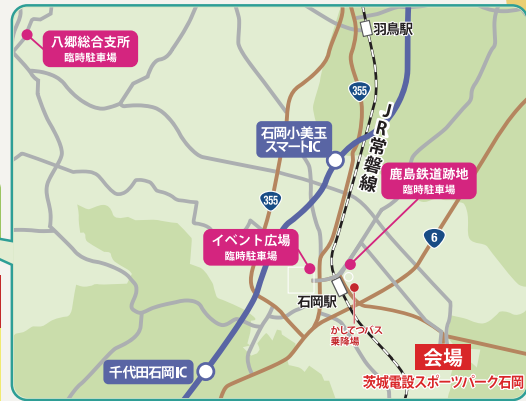 八郷総合支所
臨時駐車場
羽鳥駅
355
JR常磐線
石岡小美玉
スマートIC
鹿島鉄道跡地
臨時駐車場
355
6
イベント広場
臨時駐車場
石岡駅
かしてつバス
乗降場
会場
茨城電設スポーツパーク石岡
千代田石岡IC